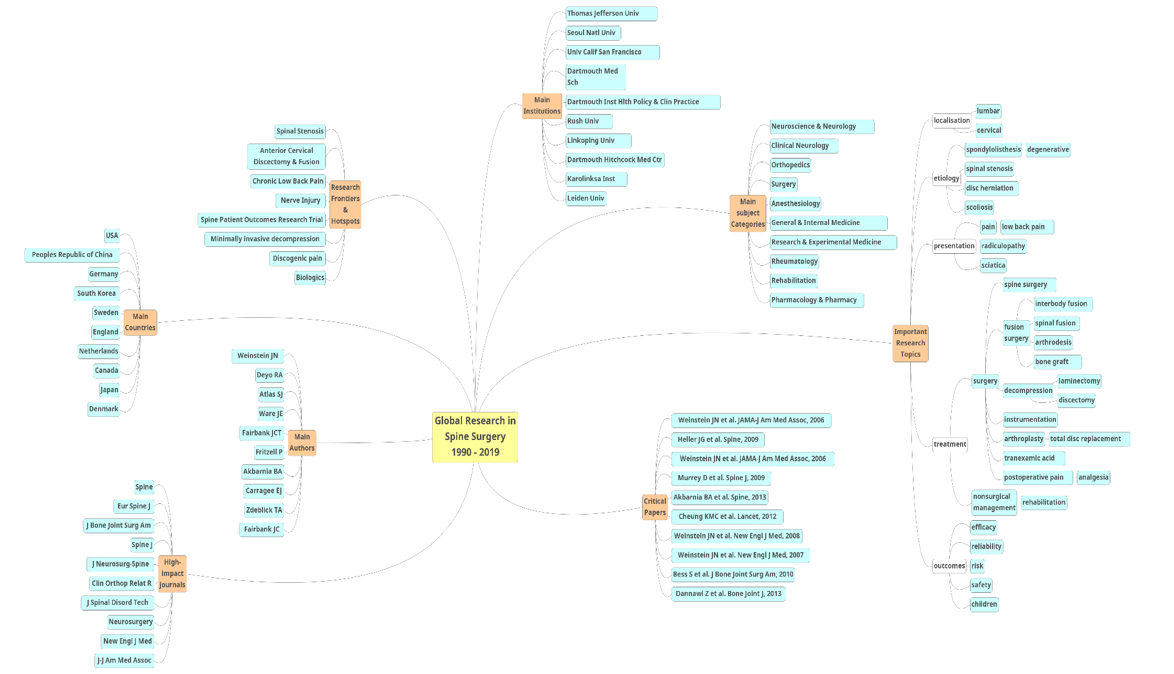 Global Research in
Spine Surgery
1990 - 2019
Main
Institutions
Thomas Jefferson Univ
Seoul Natl Univ
Univ Calif San Francisco
Dartmouth Med
Sch
Dartmouth Inst Hlth Policy & Clin Practice
Rush Univ
Linkoping Univ
Dartmouth Hitchcock Med Ctr
Karolinksa Inst
Leiden Univ
Main
subject
Categories
Neuroscience & Neurology
Clinical Neurology
Orthopedics
Surgery
Anesthesiology
General & Internal Medicine
Research & Experimental Medicine
Rheumatology
Rehabilitation
Pharmacology & Pharmacy
Important
Research
Topics
localisation
lumbar
cervical
etiology
spondylolisthesis
degenerative
spinal stenosis
disc herniation
scoliosis
presentation
pain
low back pain
radiculopathy
sciatica
treatment
surgery
spine surgery
fusion
surgery
interbody fusion
spinal fusion
arthrodesis
bone graft
decompression
laminectomy
discectomy
instrumentation
arthroplasty
total disc replacement
tranexamic acid
postoperative pain
analgesia
nonsurgical
management
rehabilitation
outcomes
efficacy
reliability
risk
safety
children
Critical
Papers
Weinstein JN et al. JAMA-J Am Med Assoc, 2006
Heller JG et al. Spine, 2009
Weinstein JN et al. JAMA-J Am Med Assoc, 2006
Murrey D et al. Spine J, 2009
Akbarnia BA et al. Spine, 2013
Cheung KMC et al. Lancet, 2012
Weinstein JN et al. New Engl J Med, 2008
Weinstein JN et al. New Engl J Med, 2007
Bess S et al. J Bone Joint Surg Am, 2010
Dannawi Z et al. Bone Joint J, 2013
Research
Frontiers
&
Hotspots
Spinal Stenosis
Anterior Cervical
Discectomy & Fusion
Chronic Low Back Pain
Nerve Injury
Spine Patient Outcomes Research Trial
Minimally invasive decompression
Discogenic pain
Biologics
Main
Countries
USA
Peoples Republic of China
Germany
South Korea
Sweden
England
Netherlands
Canada
Japan
Denmark
Main
Authors
Weinstein JN
Deyo RA
Atlas SJ
Ware JE
Fairbank JCT
Fritzell P
Akbarnia BA
Carragee EJ
Zdeblick TA
Fairbank JC
High-
impact
journals
Spine
Eur Spine J
J Bone Joint Surg Am
Spine J
J Neurosurg-Spine
Clin Orthop Relat R
J Spinal Disord Tech
Neurosurgery
New Engl J Med
J-J Am Med Assoc